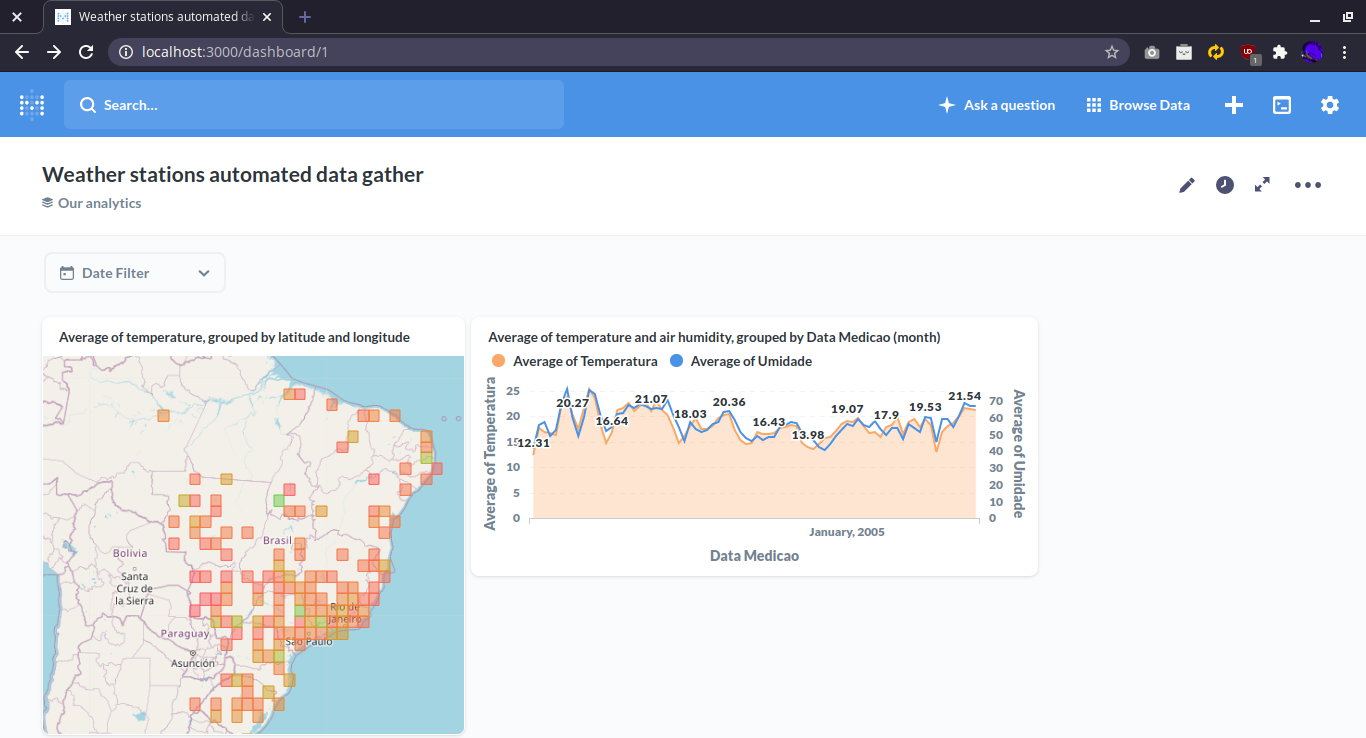 Weather stations automated da
localhost:3000/dashboard/1
UD
1
Search...
Ask a question
Browse Data
Weather stations automated data gather
Our analytics
Date Filter
Average of temperature, grouped by latitude and longitude
Brasil
Bolivia
Santa
Cruz de
la Sierra
Rio de
Janeiro
Paraguay
São Paulo
Asunción
Average of temperature and air humidity, grouped by Data Medicao (month)
Average of Temperatura
Average of Umidade
Average of Temperatura
25
20
15
10
5
0
12.31
20.27
16.64
21.07
18.03
20.36
16.43
13.98
19.07
17.9
19.53
21.54
70
60
50
40
30
20
10
0
Average of Umidade
January, 2005
Data Medicao